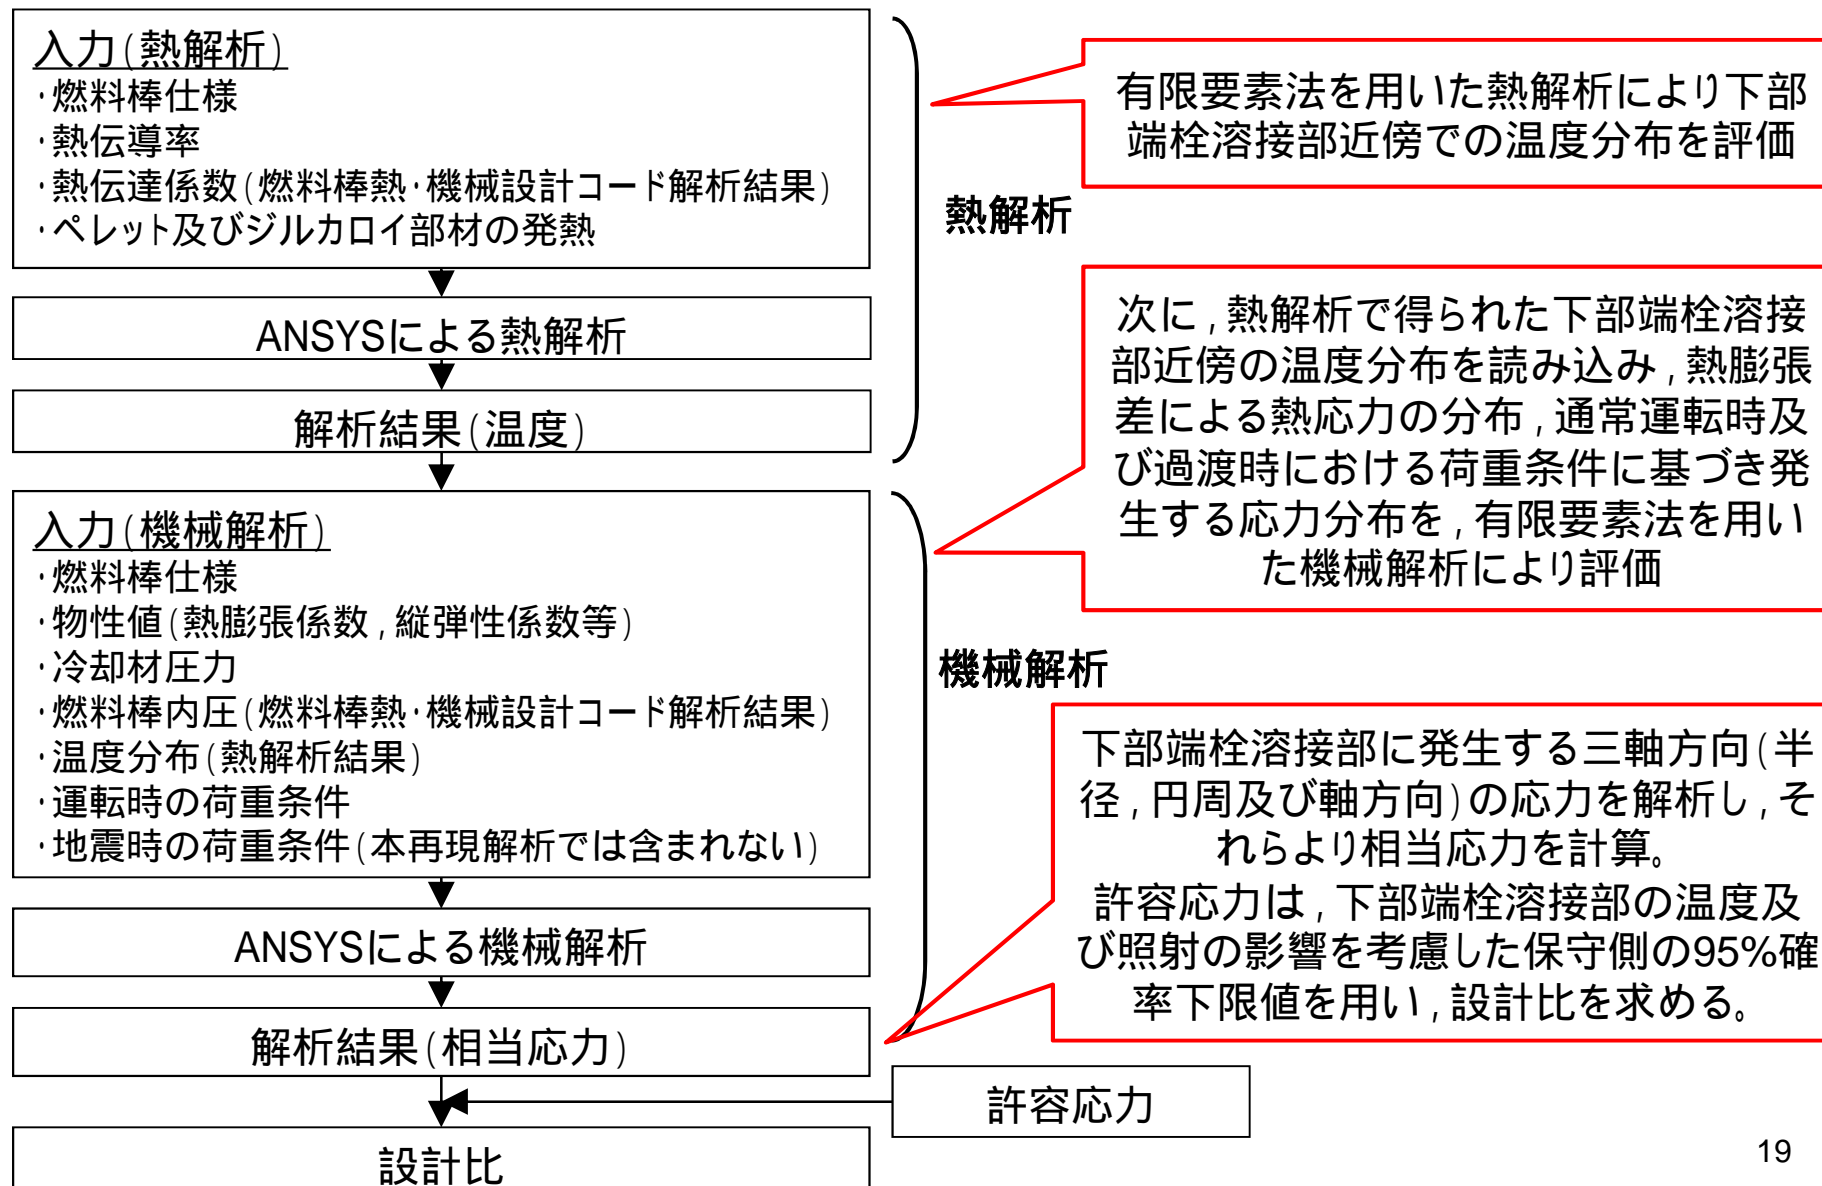 入力(熱解析)
・燃料棒仕様
・熱伝導率
・熱伝達係数(燃料棒熱・機械設計コード解析結果)
・ペレット及びジルカロイ部材の発熱
ANSYSによる熱解析
解析結果(温度)
熱解析
有限要素法を用いた熱解析により下部
端栓溶接部近傍での温度分布を評価
次に,熱解析で得られた下部端栓溶接
部近傍の温度分布を読み込み,熱膨張
差による熱応力の分布,通常運転時及
び過渡時における荷重条件に基づき発
生する応力分布を,有限要素法を用い
た機械解析により評価
入力(機械解析)
・燃料棒仕様
・物性値(熱膨張係数,縦弾性係数等)
・冷却材圧力
・燃料棒内圧(燃料棒熱・機械設計コード解析結果)
・温度分布(熱解析結果)
・運転時の荷重条件
・地震時の荷重条件(本再現解析では含まれない)
ANSYSによる機械解析
解析結果(相当応力)
機械解析
下部端栓溶接部に発生する三軸方向(半
径,円周及び軸方向)の応力を解析し,そ
れらより相当応力を計算。
許容応力は,下部端栓溶接部の温度及
び照射の影響を考慮した保守側の95%確
率下限値を用い,設計比を求める。
許容応力
設計比
19